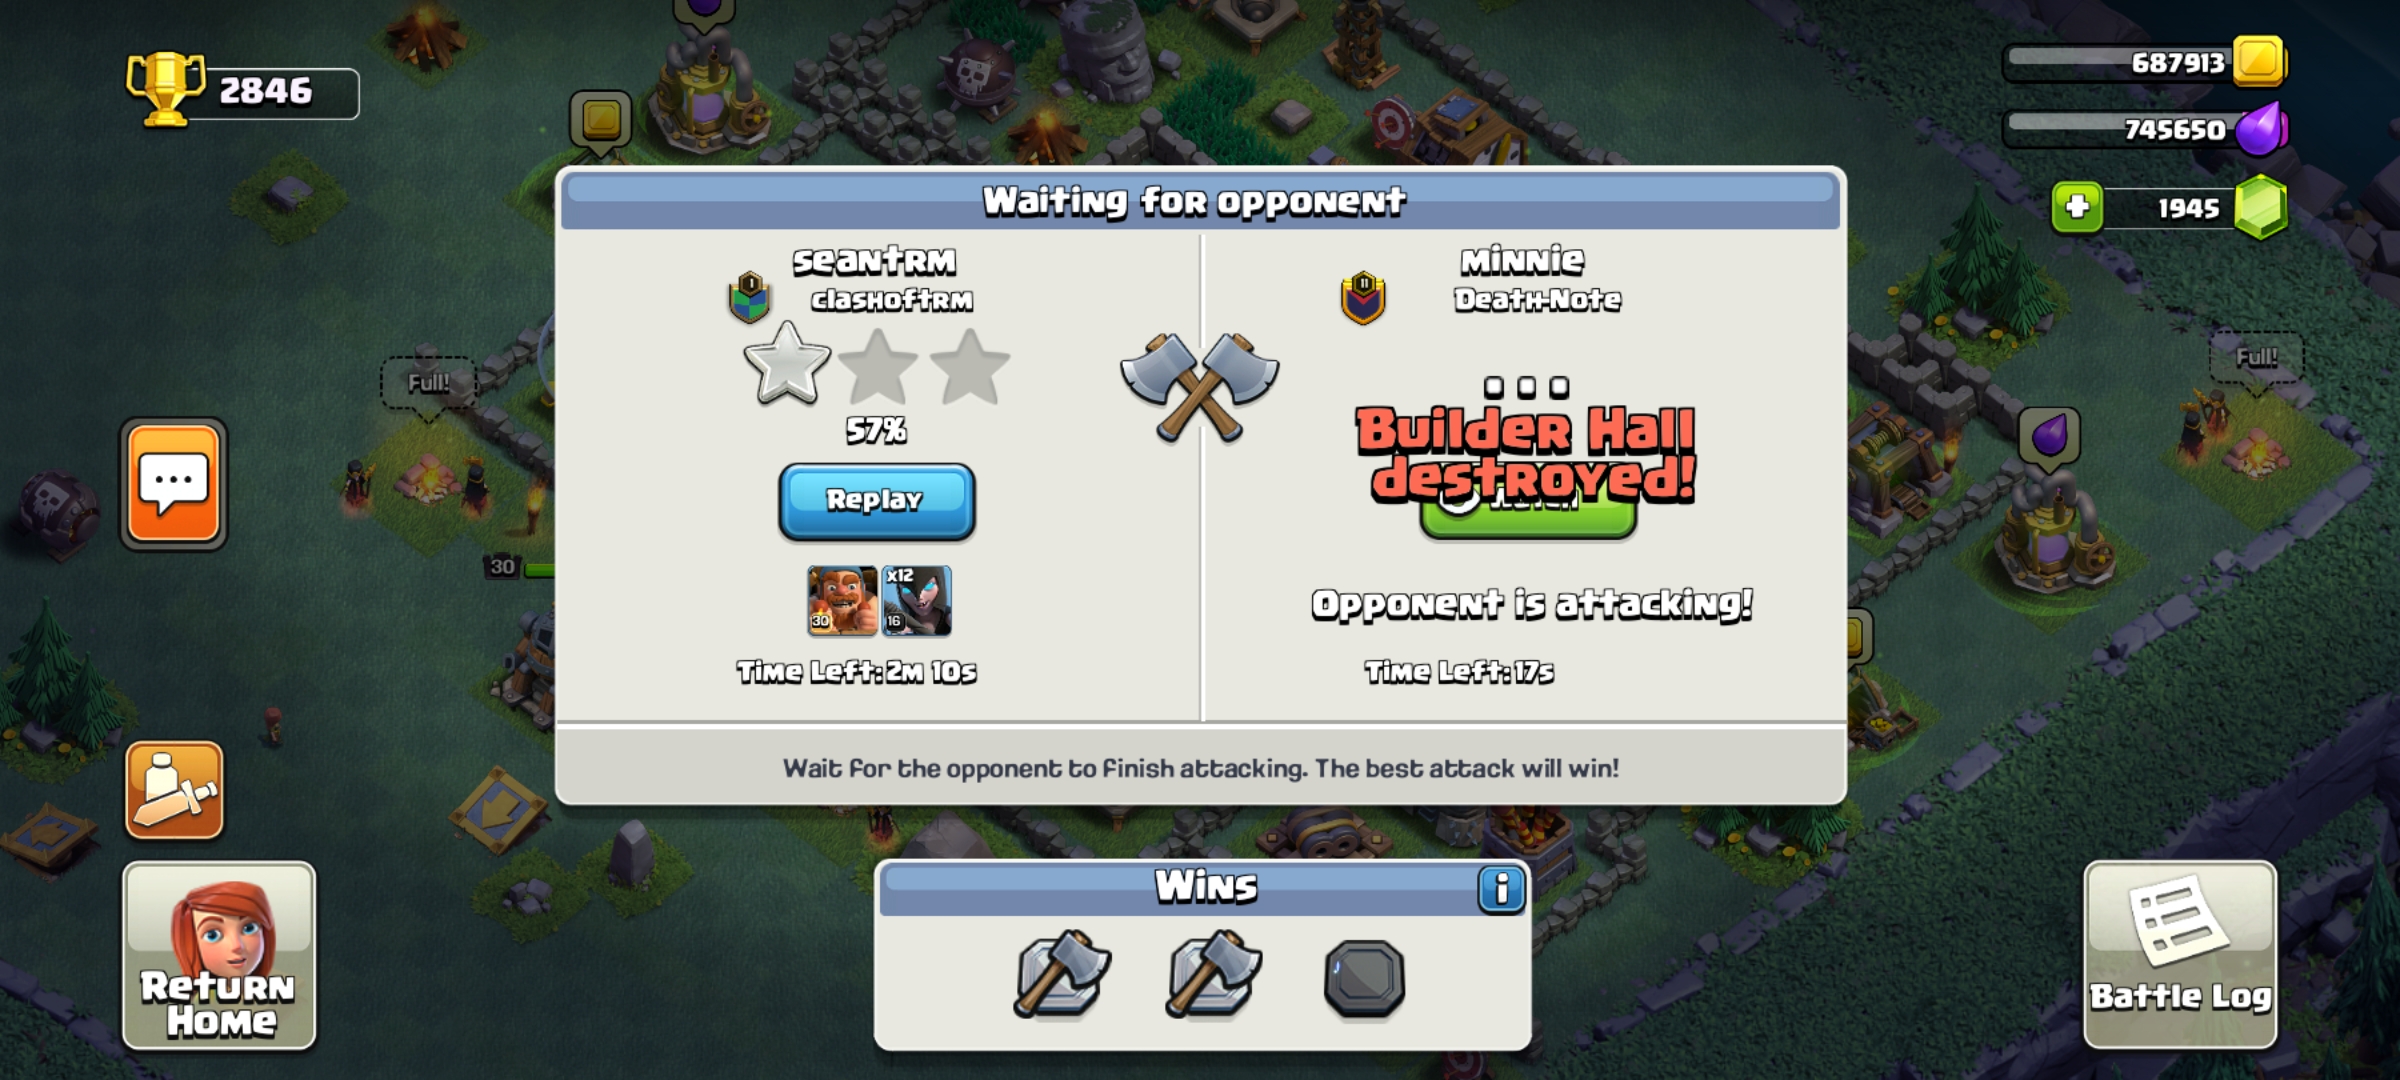 2846
687913
745650
1945
Waiting for opponent
seantrm
I
clashoftrm
57%
Replay
x12
30
16
Time Left: 2m 10s
Minnie
II
Death-Note
Builder Hall
destroyed!
Opponent is attacking!
Time Left: 17s
Full!
Full!
30
Wait for the opponent to finish attacking. The best attack will win!
Wins
i
Return
Home
Battle Log